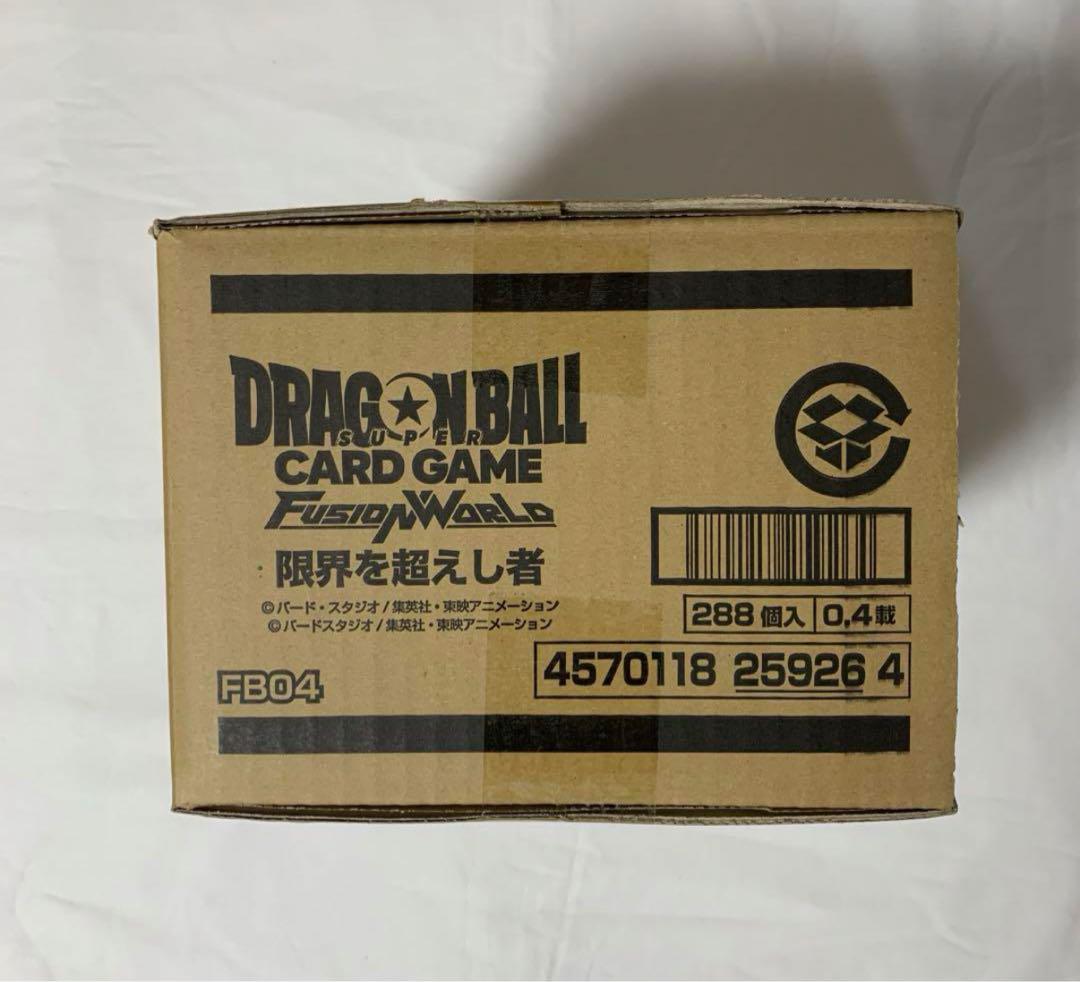 DRAGON BALL
SUPER
CARD GAME
FUSION WORLD
限界を超えし者
©バード・スタジオ/集英社・東映アニメーション
©バードスタジオ/集英社・東映アニメーション
288個入 0.4載
4570118 25926 4
FB04